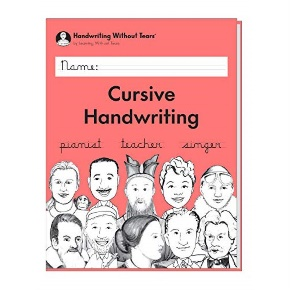 Handwriting Without Tears®
by Learning Without Tears
Name:
Cursive
Handwriting
pianist teacher singer